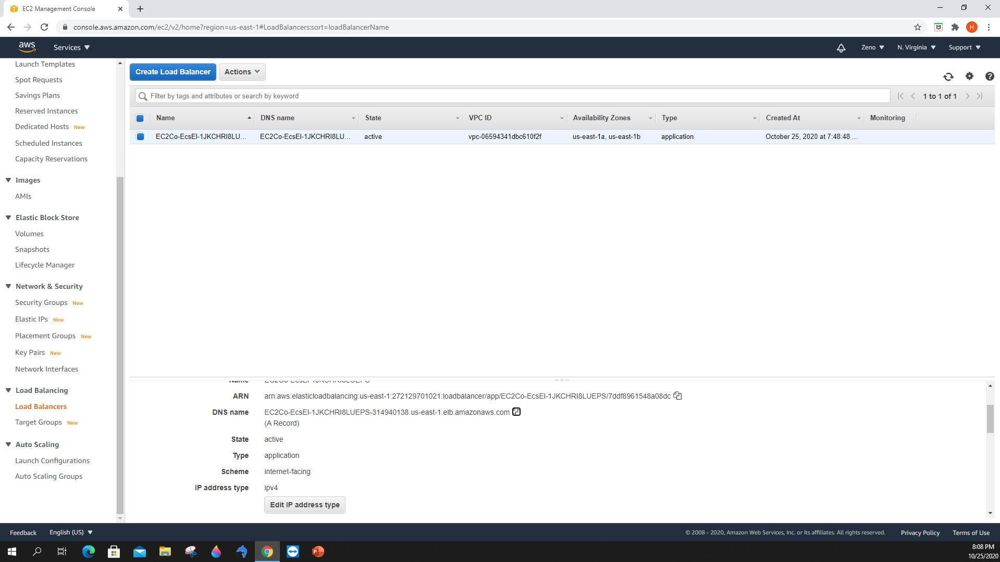 EC2 Management Console
console.aws.amazon.com/ec2/v2/home?region=us-east-1#LoadBalancers:sort=loadBalancerName
H
aws
Services
Zeno
N. Virginia
Support
Launch Templates
Spot Requests
Savings Plans
Reserved Instances
Dedicated Hosts New
Scheduled Instances
Capacity Reservations
Images
AMIs
Elastic Block Store
Volumes
Snapshots
Lifecycle Manager
Network & Security
Security Groups New
Elastic IPs New
Placement Groups New
Key Pairs New
Network Interfaces
Load Balancing
Load Balancers
Target Groups New
Auto Scaling
Launch Configurations
Auto Scaling Groups
Create Load Balancer
Actions
Filter by tags and attributes or search by keyword
1 to 1 of 1
Name DNS name State VPC ID Availability Zones Type Created At Monitoring
EC2Co-EcsEl-1JKCHRI8LU... EC2Co-EcsEl-1JKCHRI8LU... active vpc-06594341dbc610f2f us-east-1a, us-east-1b application October 25, 2020 at 7:48:48 ...
Name EC2Co-EcsEl-1JKCHRI8LUEPS
ARN arn:aws:elasticloadbalancing:us-east-1:272129701021:loadbalancer/app/EC2Co-EcsEl-1JKCHRI8LUEPS/7ddf8961548a08dc
DNS name EC2Co-EcsEl-1JKCHRI8LUEPS-314940138.us-east-1.elb.amazonaws.com
(A Record)
State active
Type application
Scheme internet-facing
IP address type ipv4
Edit IP address type
Feedback
English (US)
© 2008 - 2020, Amazon Web Services, Inc. or its affiliates. All rights reserved.
Privacy Policy
Terms of Use
8:08 PM
10/25/2020